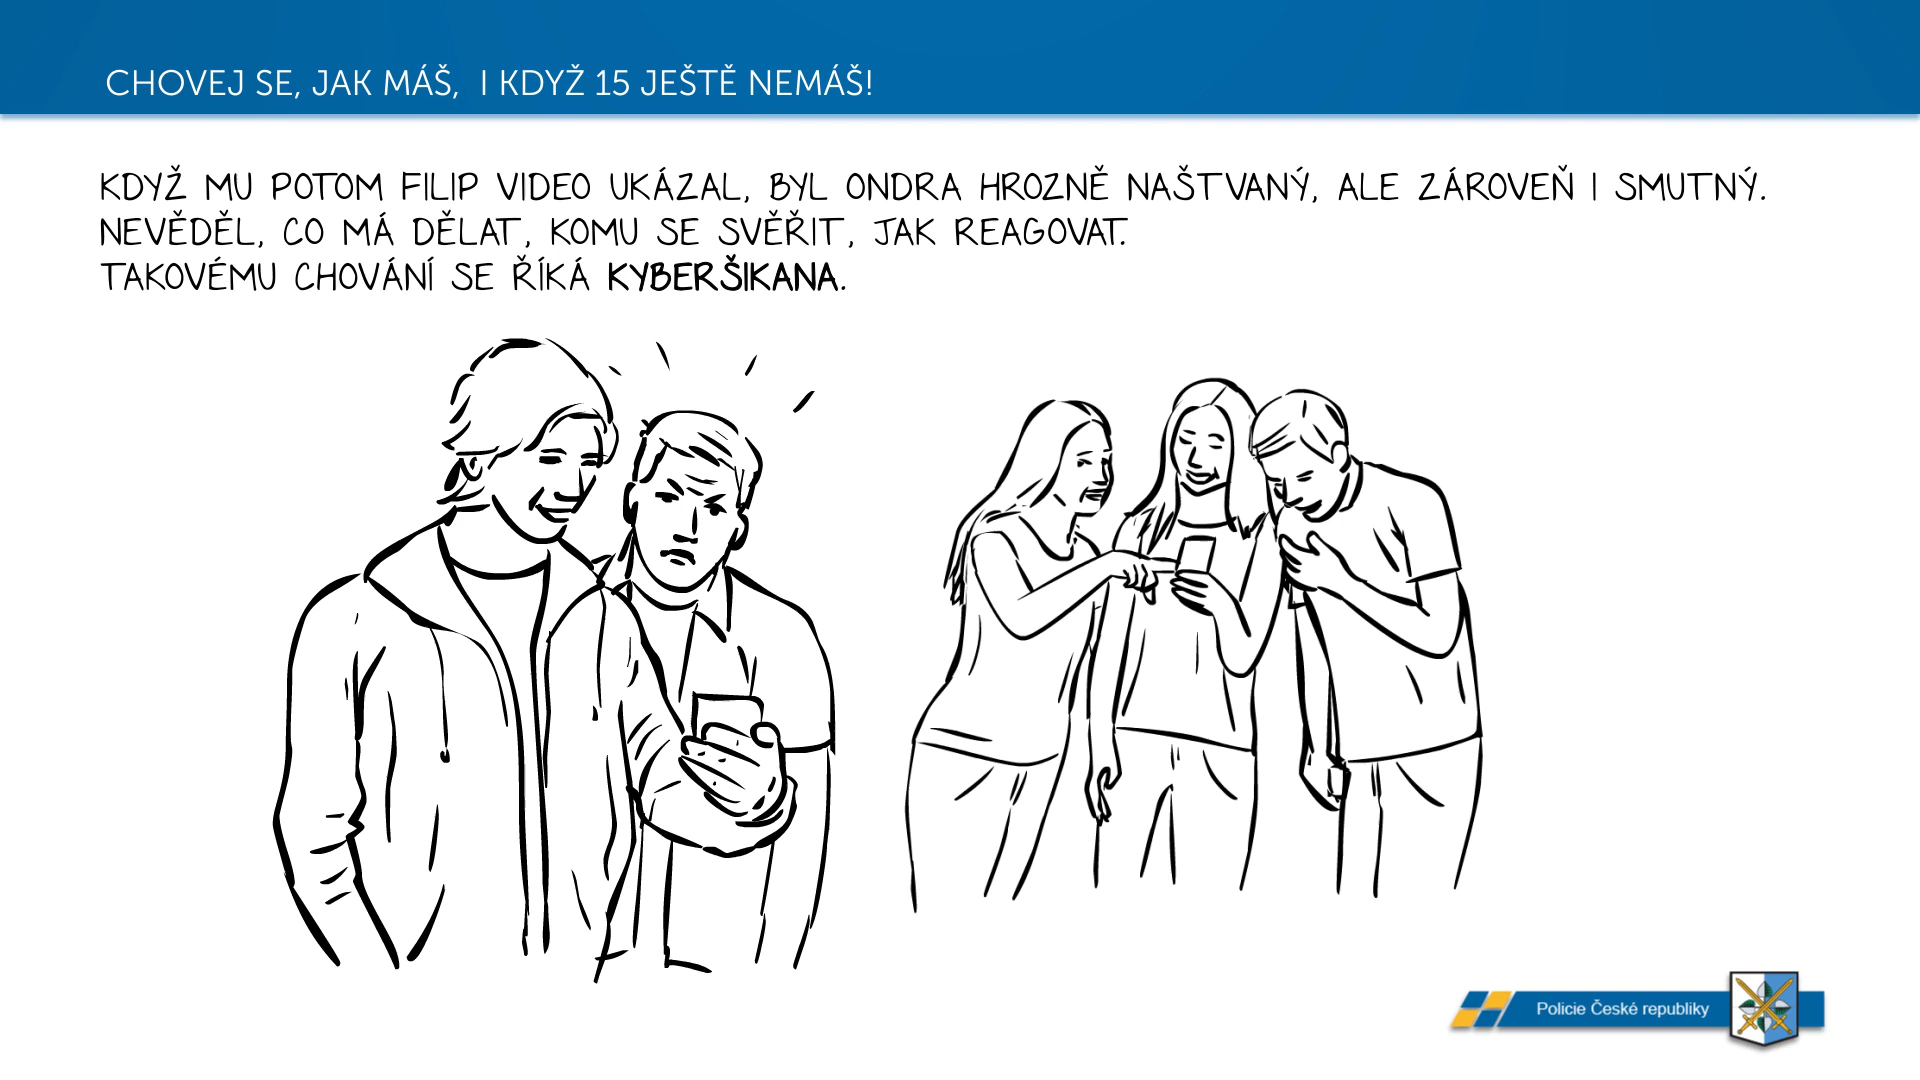 CHOVEJ SE, JAK MÁŠ, I KDYŽ 15 JEŠTĚ NEMÁŠ!
KDYŽ MU POTOM FILIP VIDEO UKÁZAL, BYL ONDRA HROZNĚ NAŠTVANÝ, ALE ZÁROVEŇ I SMUTNÝ.
NEVĚDĚL, CO MÁ DĚLAT, KOMU SE SVĚŘIT, JAK REAGOVAT.
TAKOVÉMU CHOVÁNÍ SE ŘÍKÁ KYBERŠIKANA.
Policie České republiky